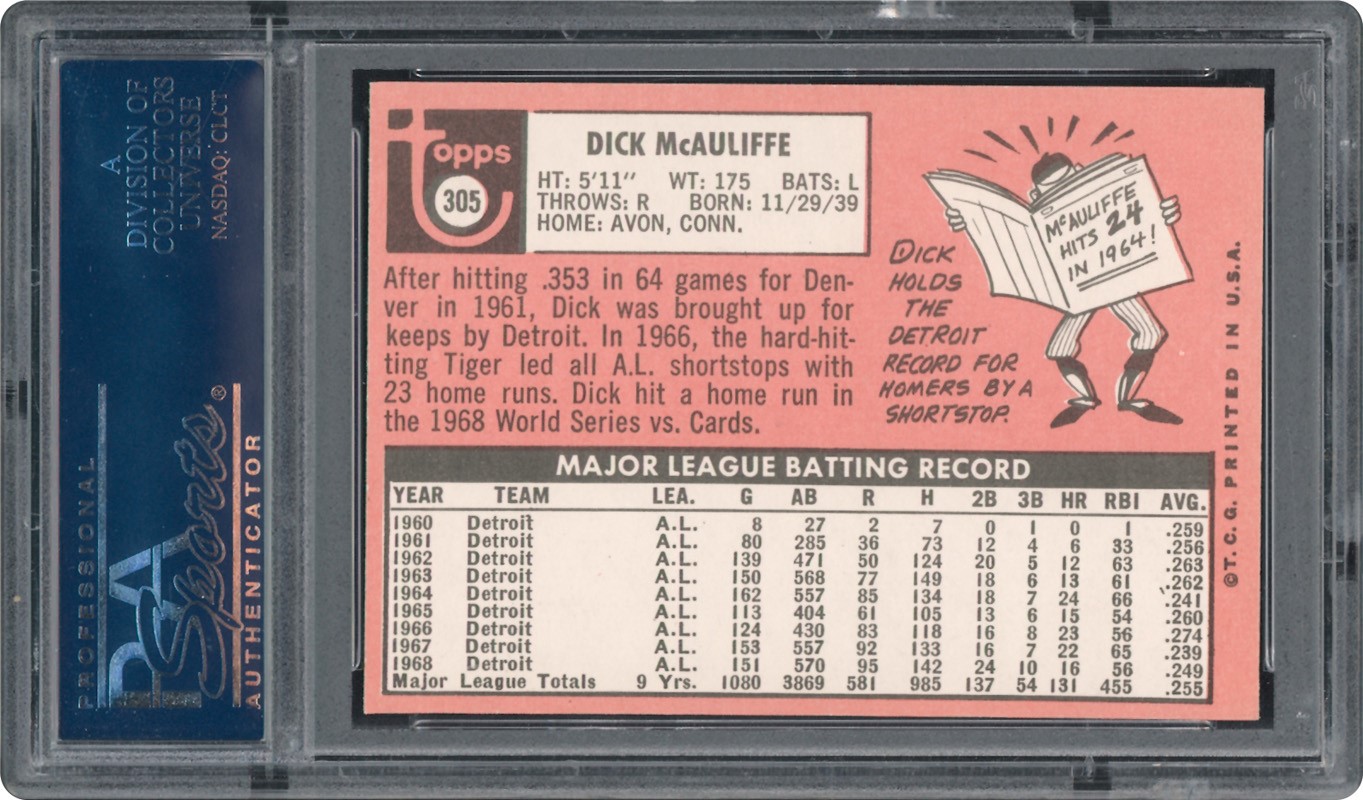 A
DIVISION OF
COLLECTORS
UNIVERSE
NASDAQ: CLCT
PROFESSIONAL
PSA
Sports®
AUTHENTICATOR
topps
305
DICK McAULIFFE
HT: 5'11" WT: 175 BATS: L
THROWS: R BORN: 11/29/39
HOME: AVON, CONN.
After hitting .353 in 64 games for Den-
ver in 1961, Dick was brought up for
keeps by Detroit. In 1966, the hard-hit-
ting Tiger led all A.L. shortstops with
23 home runs. Dick hit a home run in
the 1968 World Series vs. Cards.
McAULIFFE
HITS 24
IN 1964!
DICK
HOLDS
THE
DETROIT
RECORD FOR
HOMERS BY A
SHORTSTOP.
MAJOR LEAGUE BATTING RECORD
YEAR TEAM LEA. G AB R H 2B 3B HR RBI AVG.
1960 Detroit A.L. 8 27 2 7 0 1 0 1 .259
1961 Detroit A.L. 80 285 36 73 12 4 6 33 .256
1962 Detroit A.L. 139 471 50 124 20 5 12 63 .263
1963 Detroit A.L. 150 568 77 149 18 6 13 61 .262
1964 Detroit A.L. 162 557 85 134 18 7 24 66 .241
1965 Detroit A.L. 113 404 61 105 13 6 15 54 .260
1966 Detroit A.L. 124 430 83 118 16 8 23 56 .274
1967 Detroit A.L. 153 557 92 133 16 7 22 65 .239
1968 Detroit A.L. 151 570 95 142 24 10 16 56 .249
Major League Totals 9 Yrs. 1080 3869 581 985 137 54 131 455 .255
©T. C. G. PRINTED IN U.S.A.